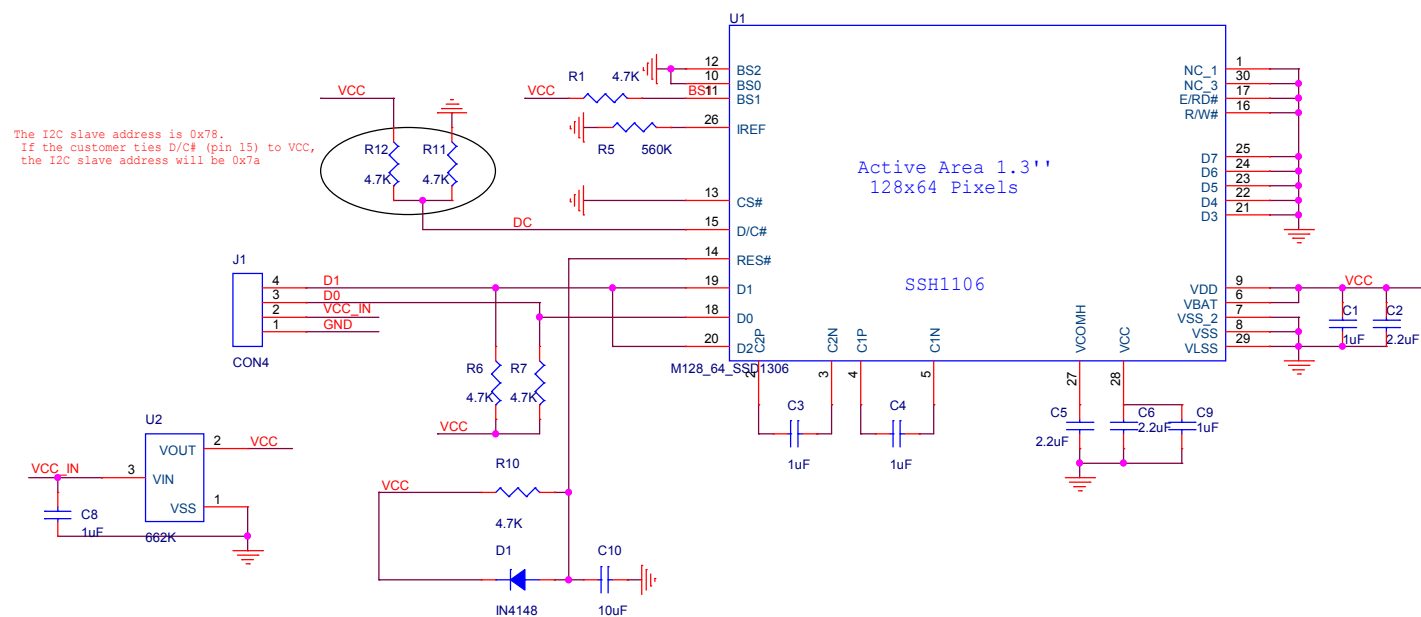 U1
12
BS2
10
BS0
BS1
11
BS1
26
IREF
13
CS#
15
D/C#
14
RES#
19
D1
18
D0
20
D2
M128_64_SSD1306
Active Area 1.3''
128x64 Pixels
SSH1106
1
NC_1
30
NC_3
17
E/RD#
16
R/W#
25
D7
24
D6
23
D5
22
D4
21
D3
9
VDD
6
VBAT
7
VSS_2
8
VSS
29
VLSS
C2P
2
C2N
3
C1P
4
C1N
5
VCOMH
27
VCC
28
VCC
R1
4.7K
R5
560K
VCC
R12
4.7K
R11
4.7K
DC
The I2C slave address is 0x78.
If the customer ties D/C# (pin 15) to VCC,
the I2C slave address will be 0x7a
J1
4
D1
3
D0
2
VCC_IN
1
GND
CON4
R6
4.7K
R7
4.7K
VCC
C3
1uF
C4
1uF
C5
2.2uF
C6
2.2uF
C9
1uF
VCC
C1
1uF
C2
2.2uF
U2
VOUT
2
VCC
VCC_IN
3
VIN
VSS
1
C8
1uF
662K
VCC
R10
4.7K
D1
IN4148
C10
10uF